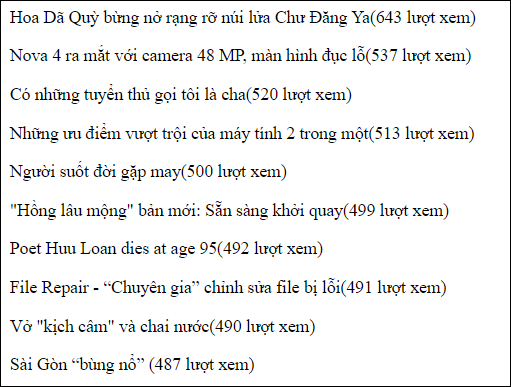 Hoa Dã Quỳ bừng nở rạng rỡ núi lửa Chư Đăng Ya(643 lượt xem)
Nova 4 ra mắt với camera 48 MP, màn hình đục lỗ(537 lượt xem)
Có những tuyển thủ gọi tôi là cha(520 lượt xem)
Những ưu điểm vượt trội của máy tính 2 trong một(513 lượt xem)
Người suốt đời gặp may(500 lượt xem)
"Hồng lâu mộng" bản mới: Sẵn sàng khởi quay(499 lượt xem)
Poet Huu Loan dies at age 95(492 lượt xem)
File Repair - “Chuyên gia” chỉnh sửa file bị lỗi(491 lượt xem)
Vở "kịch câm" và chai nước(490 lượt xem)
Sài Gòn “bùng nổ” (487 lượt xem)